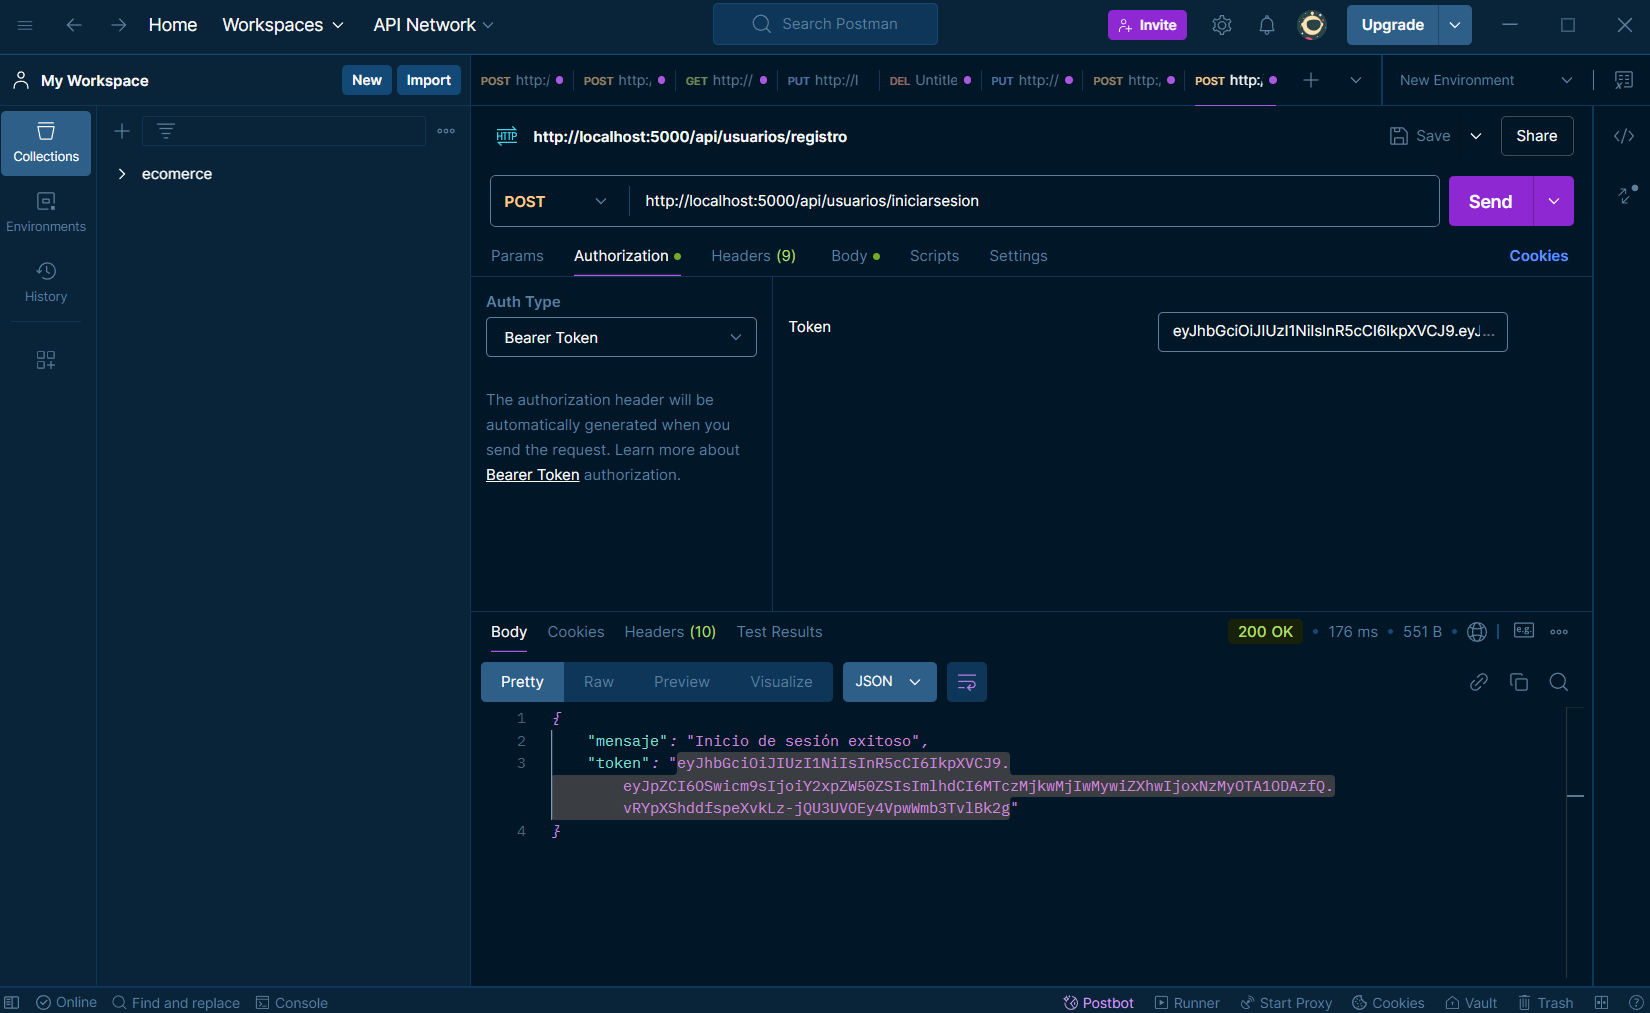 Home Workspaces API Network Search Postman Invite Upgrade
My Workspace New Import POST http:/ POST http:/ GET http:// PUT http://l DEL Untitle PUT http:// POST http:/ POST http:/ New Environment
Collections
ecomerce
Environments
History
HTTP http://localhost:5000/api/usuarios/registro Save Share
POST http://localhost:5000/api/usuarios/iniciarsesion Send
Params Authorization Headers (9) Body Scripts Settings Cookies
Auth Type
Bearer Token
Token eyJhbGciOiJIUzI1NiIsInR5cCI6IkpXVCJ9.eyJ...
The authorization header will be
automatically generated when you
send the request. Learn more about
Bearer Token authorization.
Body Cookies Headers (10) Test Results 200 OK • 176 ms • 551 B • e.g.
Pretty Raw Preview Visualize JSON
1 {
2 "mensaje": "Inicio de sesión exitoso",
3 "token": "eyJhbGciOiJIUzI1NiIsInR5cCI6IkpXVCJ9.
eyJpZCI6OSwicm9sIjoiY2xpZW50ZSIsImlhdCI6MTczMjkwMjIwMywiZXhwIjoxNzMyOTA1ODAzfQ.
vRYpXShddfspeXvkLz-jQU3UVOEy4VpwWmb3TvlBk2g"
4 }
Online Find and replace Console Postbot Runner Start Proxy Cookies Vault Trash